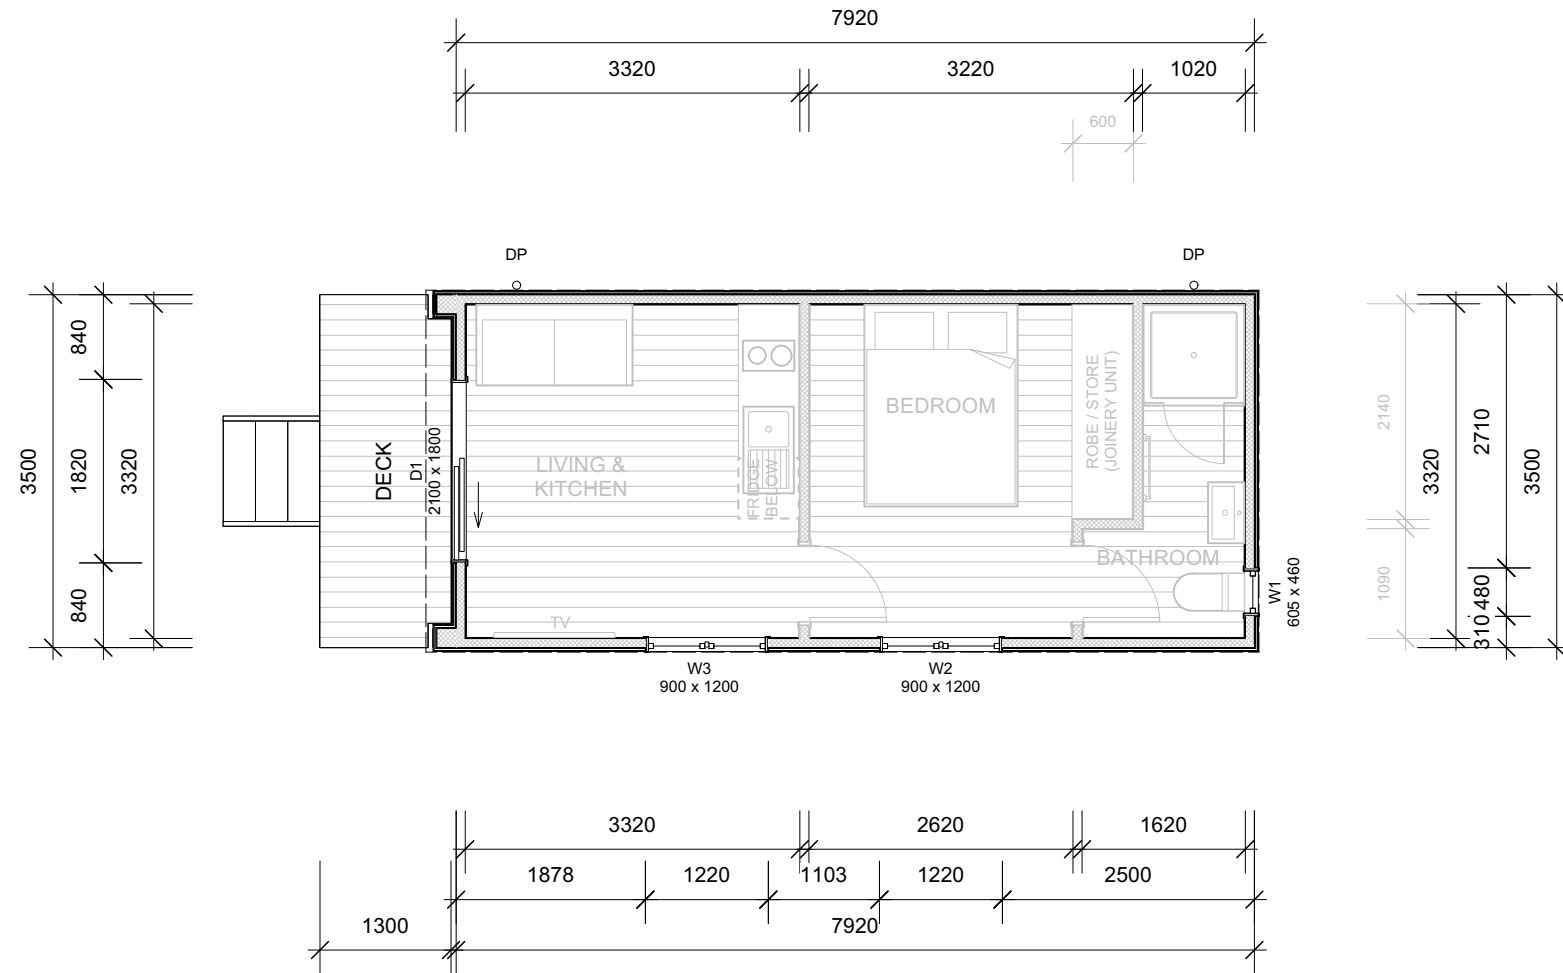 7920
3320
3220
1020
600
DP
DP
3500
840
1820
840
3320
DECK
D1
2100 x 1800
LIVING &
KITCHEN
FRIDGE
BELOW
TV
BEDROOM
ROBE / STORE
(JOINERY UNIT)
BATHROOM
W1
605 x 460
2140
1090
3320
2710
480
310
3500
W3
900 x 1200
W2
900 x 1200
3320
2620
1620
1878
1220
1103
1220
2500
1300
7920